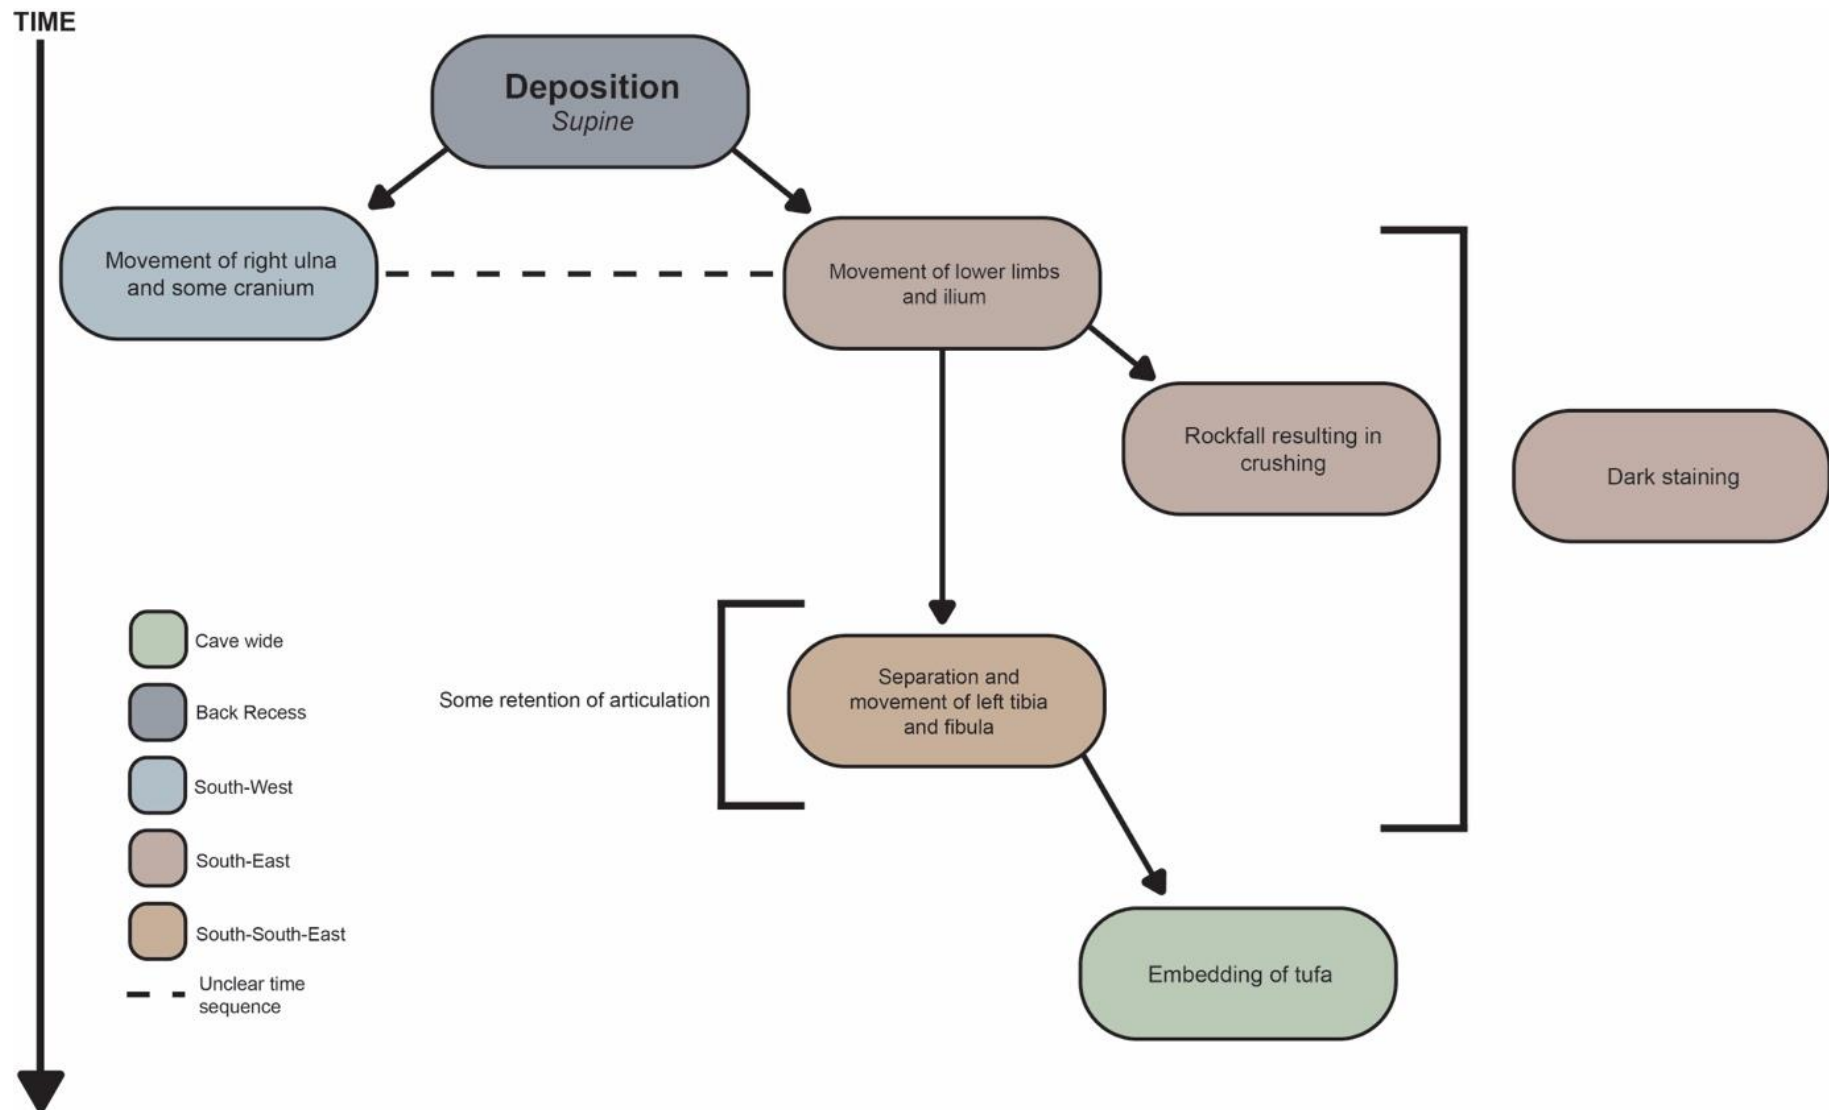 TIME
Deposition
Supine
Movement of right ulna
and some cranium
Movement of lower limbs
and ilium
Rockfall resulting in
crushing
Dark staining
Some retention of articulation
Separation and
movement of left tibia
and fibula
Embedding of tufa
Cave wide
Back Recess
South-West
South-East
South-South-East
Unclear time
sequence